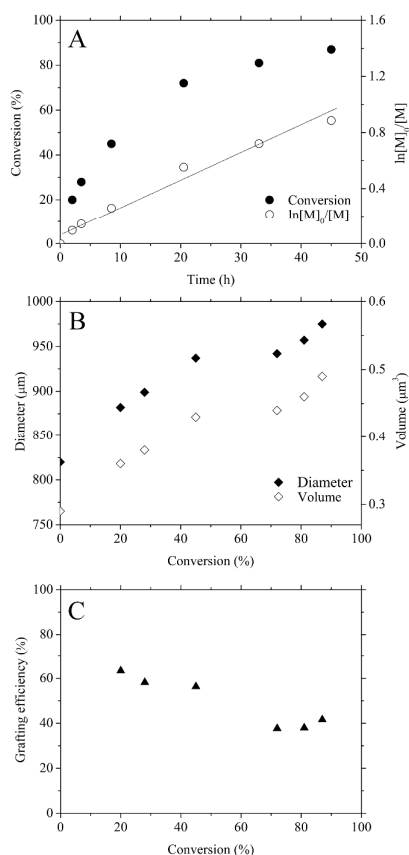 A
100
80
60
40
20
0
Conversion (%)
1.6
1.2
0.8
0.4
0.0
ln[M]0/[M]
Conversion
ln[M]0/[M]
0 10 20 30 40 50
Time (h)
B
1000
950
900
850
800
750
Diameter (μm)
0.6
0.5
0.4
0.3
Volume (μm³)
Diameter
Volume
0 20 40 60 80 100
Conversion (%)
C
100
80
60
40
20
0
Grafting efficiency (%)
0 20 40 60 80 100
Conversion (%)